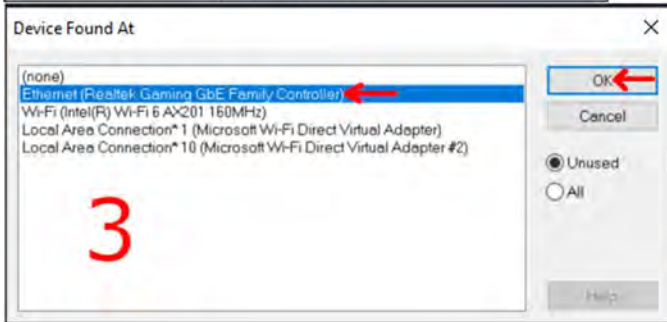 Device Found At
(none)
Ethernet (Realtek Gaming GbE Family Controller)
Wi-Fi (Intel(R) Wi-Fi 6 AX201 160MHz)
Local Area Connection* 1 (Microsoft Wi-Fi Direct Virtual Adapter)
Local Area Connection* 10 (Microsoft Wi-Fi Direct Virtual Adapter #2)
OK
Cancel
Unused
All
3
Help